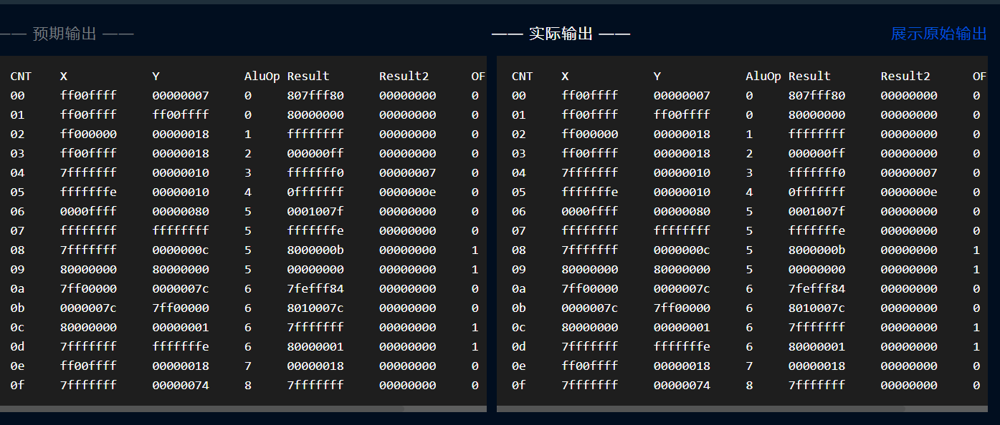 —— 预期输出 ——
CNT X Y AluOp Result Result2 OF
00 ff00ffff 00000007 0 807fff80 00000000 0
01 ff00ffff ff00ffff 0 80000000 00000000 0
02 ff000000 00000018 1 ffffffff 00000000 0
03 ff00ffff 00000018 2 000000ff 00000000 0
04 7fffffff 00000010 3 fffffff0 00000007 0
05 fffffffe 00000010 4 0fffffff 0000000e 0
06 0000ffff 00000080 5 0001007f 00000000 0
07 ffffffff ffffffff 5 fffffffe 00000000 0
08 7fffffff 0000000c 5 8000000b 00000000 1
09 80000000 80000000 5 00000000 00000000 1
0a 7ff00000 0000007c 6 7fefff84 00000000 0
0b 0000007c 7ff00000 6 8010007c 00000000 0
0c 80000000 00000001 6 7fffffff 00000000 1
0d 7fffffff fffffffe 6 80000001 00000000 1
0e ff00ffff 00000018 7 00000018 00000000 0
0f 7fffffff 00000074 8 7fffffff 00000000 0
—— 实际输出 ——
展示原始输出
CNT X Y AluOp Result Result2 OF
00 ff00ffff 00000007 0 807fff80 00000000 0
01 ff00ffff ff00ffff 0 80000000 00000000 0
02 ff000000 00000018 1 ffffffff 00000000 0
03 ff00ffff 00000018 2 000000ff 00000000 0
04 7fffffff 00000010 3 fffffff0 00000007 0
05 fffffffe 00000010 4 0fffffff 0000000e 0
06 0000ffff 00000080 5 0001007f 00000000 0
07 ffffffff ffffffff 5 fffffffe 00000000 0
08 7fffffff 0000000c 5 8000000b 00000000 1
09 80000000 80000000 5 00000000 00000000 1
0a 7ff00000 0000007c 6 7fefff84 00000000 0
0b 0000007c 7ff00000 6 8010007c 00000000 0
0c 80000000 00000001 6 7fffffff 00000000 1
0d 7fffffff fffffffe 6 80000001 00000000 1
0e ff00ffff 00000018 7 00000018 00000000 0
0f 7fffffff 00000074 8 7fffffff 00000000 0